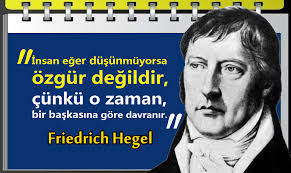 "İnsan eğer düşünmüyorsa
özgür değildir,
çünkü o zaman,
bir başkasına göre davranır."
Friedrich Hegel